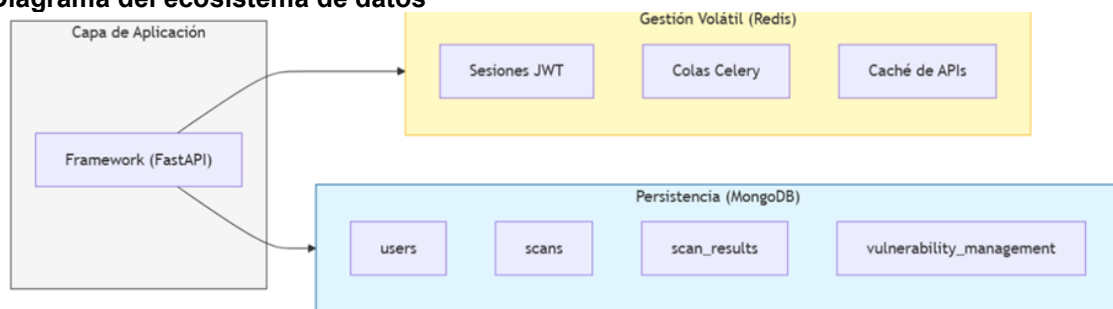 Diagrama del ecosistema de datos
Capa de Aplicación
Framework (FastAPI)
Gestión Volátil (Redis)
Sesiones JWT
Colas Celery
Caché de APIs
Persistencia (MongoDB)
users
scans
scan_results
vulnerability_management